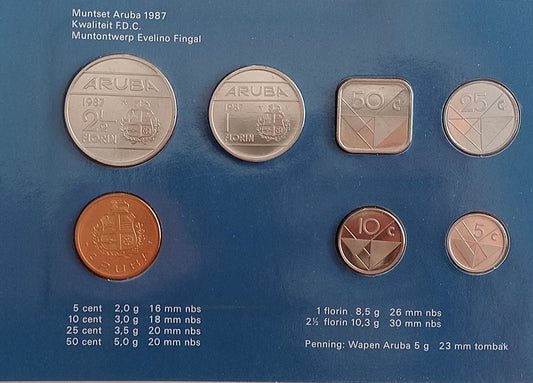 Muntset Aruba 1987
Kwaliteit F.D.C.
Muntontwerp Evelino Fingal
ARUBA
1987
2½
FLORIN
ARUBA
1987
1
FLORIN
50 c
25 c
ARUBA
10 c
5 c
5 cent 2,0 g 16 mm nbs
10 cent 3,0 g 18 mm nbs
25 cent 3,5 g 20 mm nbs
50 cent 5,0 g 20 mm nbs
1 florin 8,5 g 26 mm nbs
2½ florin 10,3 g 30 mm nbs
Penning: Wapen Aruba 5 g 23 mm tombak